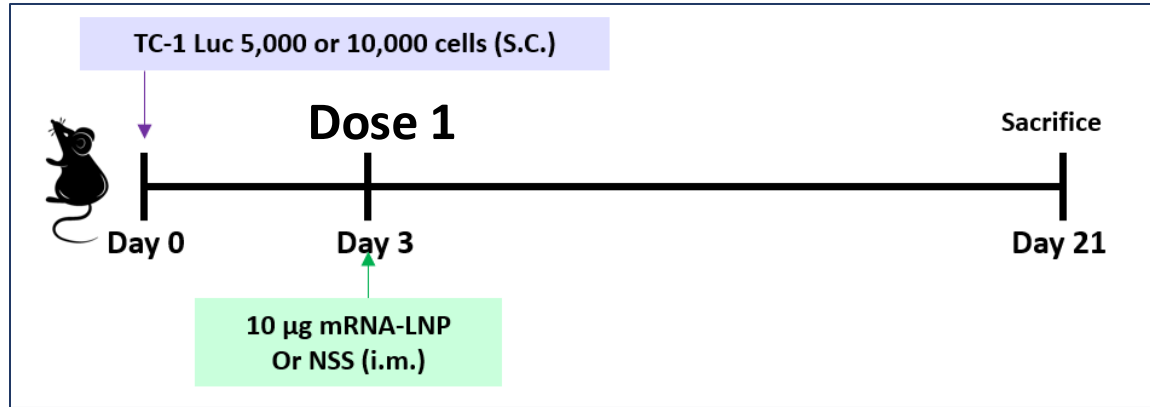 TC-1 Luc 5,000 or 10,000 cells (S.C.)
Dose 1
Sacrifice
Day 0
Day 3
Day 21
10 µg mRNA-LNP
Or NSS (i.m.)